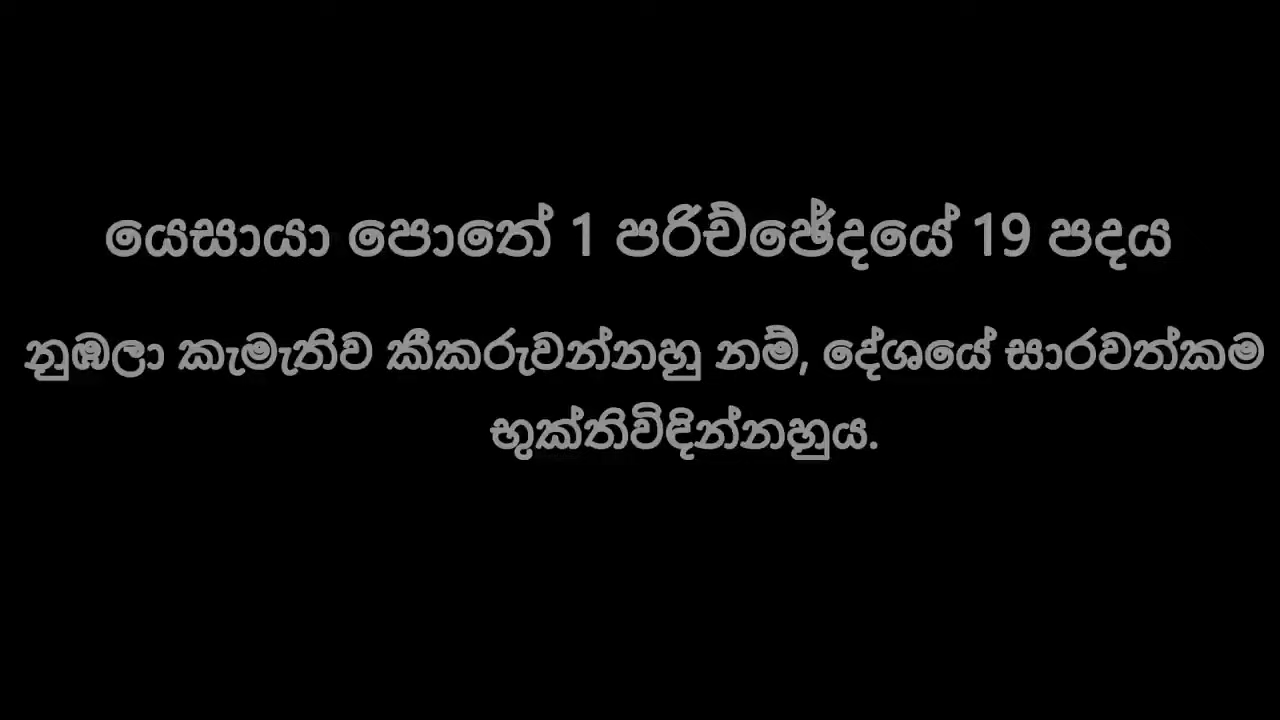 යෙසායා පොතේ 1 පරිච්ඡේදයේ 19 පදය
නුඹලා කැමැතිව කීකරුවන්නහු නම්, දේශයේ සාරවත්කම
භුක්තිවිඳින්නහුය.